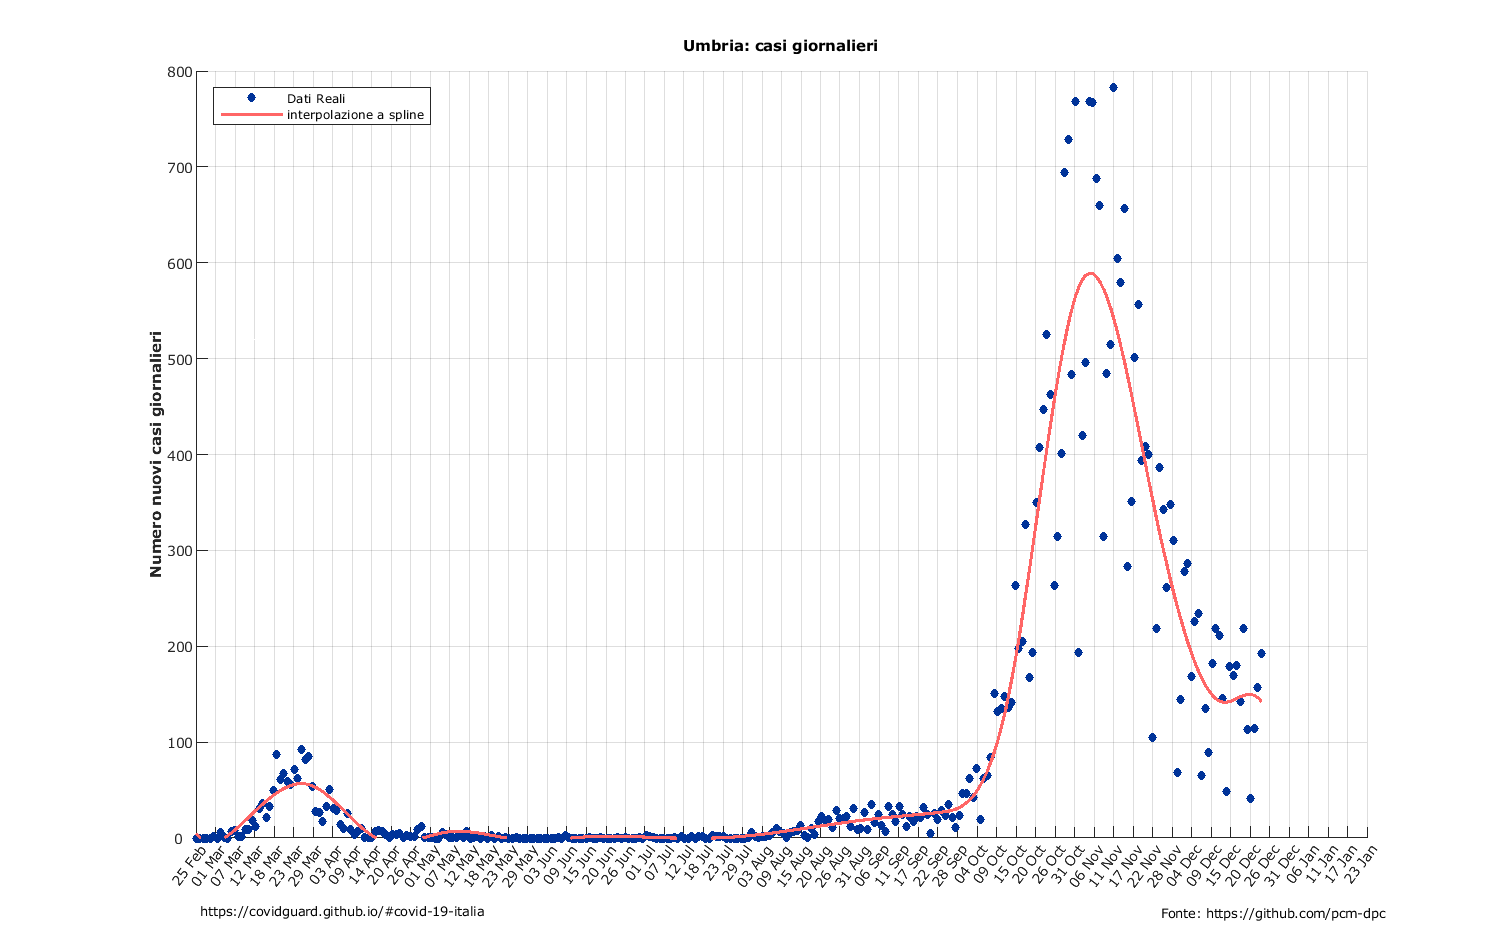 Umbria: casi giornalieri
Dati Reali
interpolazione a spline
Numero nuovi casi giornalieri
800
700
600
500
400
300
200
100
0
25 Feb
01 Mar
07 Mar
12 Mar
18 Mar
23 Mar
29 Mar
03 Apr
09 Apr
14 Apr
20 Apr
26 Apr
01 May
07 May
12 May
18 May
23 May
29 May
03 Jun
09 Jun
15 Jun
20 Jun
26 Jun
01 Jul
07 Jul
12 Jul
18 Jul
23 Jul
29 Jul
03 Aug
09 Aug
15 Aug
20 Aug
26 Aug
31 Aug
06 Sep
11 Sep
17 Sep
22 Sep
28 Oct
04 Oct
09 Oct
15 Oct
20 Oct
26 Oct
31 Oct
06 Nov
11 Nov
17 Nov
22 Nov
28 Nov
04 Dec
09 Dec
15 Dec
20 Dec
26 Dec
31 Dec
06 Jan
11 Jan
17 Jan
23 Jan
https://covidguard.github.io/#covid-19-italia
Fonte: https://github.com/pcm-dpc